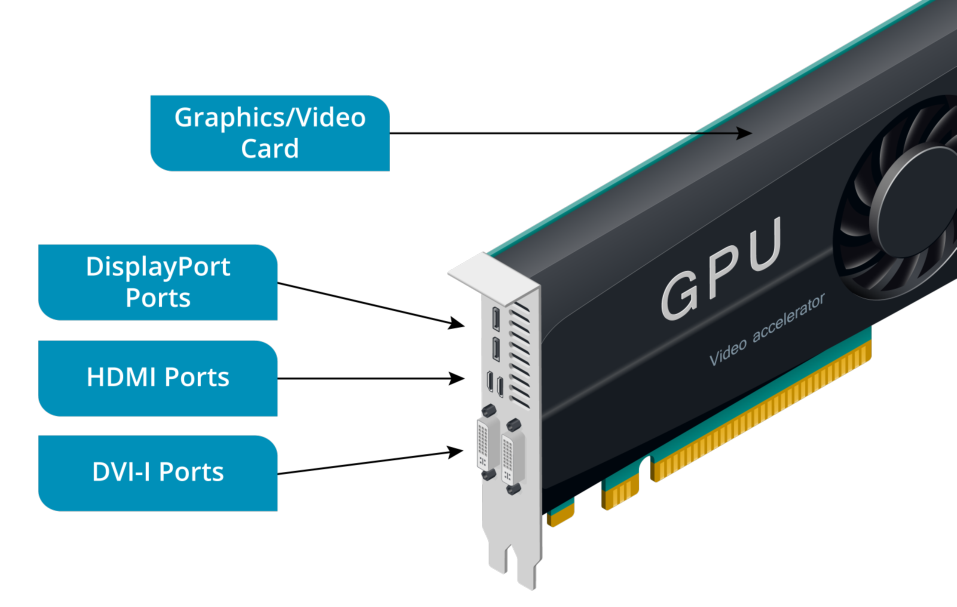 Graphics/Video
Card
DisplayPort
Ports
HDMI Ports
DVI-I Ports
GPU
Video accelerator